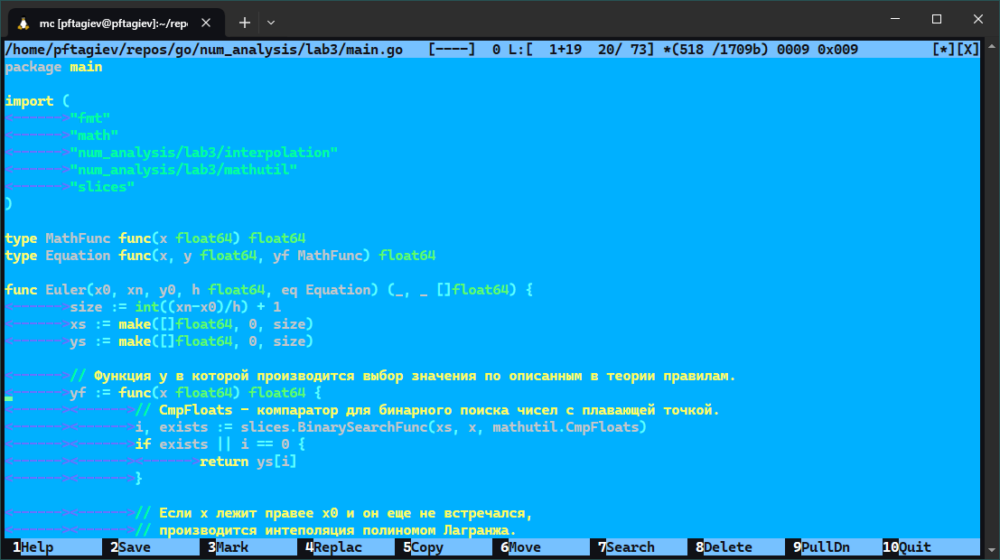 mc [pftagiev@pftagiev]:~/repo
/home/pftagiev/repos/go/num_analysis/lab3/main.go [----] 0 L:[ 1+19 20/ 73] *(518 /1709b) 0009 0x009 [*][X]
package main
import (
<------>"fmt"
<------>"math"
<------>"num_analysis/lab3/interpolation"
<------>"num_analysis/lab3/mathutil"
<------>"slices"
)
type MathFunc func(x float64) float64
type Equation func(x, y float64, yf MathFunc) float64
func Euler(x0, xn, y0, h float64, eq Equation) (_, _ []float64) {
<------>size := int((xn-x0)/h) + 1
<------>xs := make([]float64, 0, size)
<------>ys := make([]float64, 0, size)
<------>// Функция y в которой производится выбор значения по описанным в теории правилам.
<------>yf := func(x float64) float64 {
<------><------>// CmpFloats - компаратор для бинарного поиска чисел с плавающей точкой.
<------><------>i, exists := slices.BinarySearchFunc(xs, x, mathutil.CmpFloats)
<------><------>if exists || i == 0 {
<------><------><------>return ys[i]
<------><------>}
<------><------>// Если x лежит правее x0 и он еще не встречался,
<------><------>// производится интеполяция полиномом Лагранжа.
1Help 2Save 3Mark 4Replac 5Copy 6Move 7Search 8Delete 9PullDn 10Quit